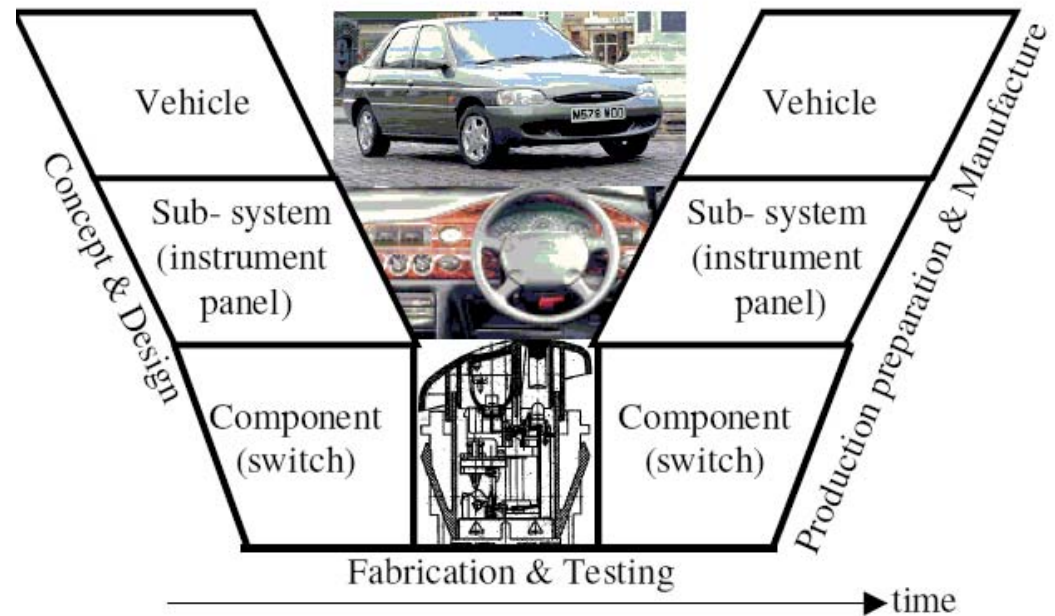 Vehicle
Vehicle
Concept & Design
Sub- system
(instrument
panel)
Sub- system
(instrument
panel)
Production preparation & Manufacture
Component
(switch)
Component
(switch)
Fabrication & Testing
time